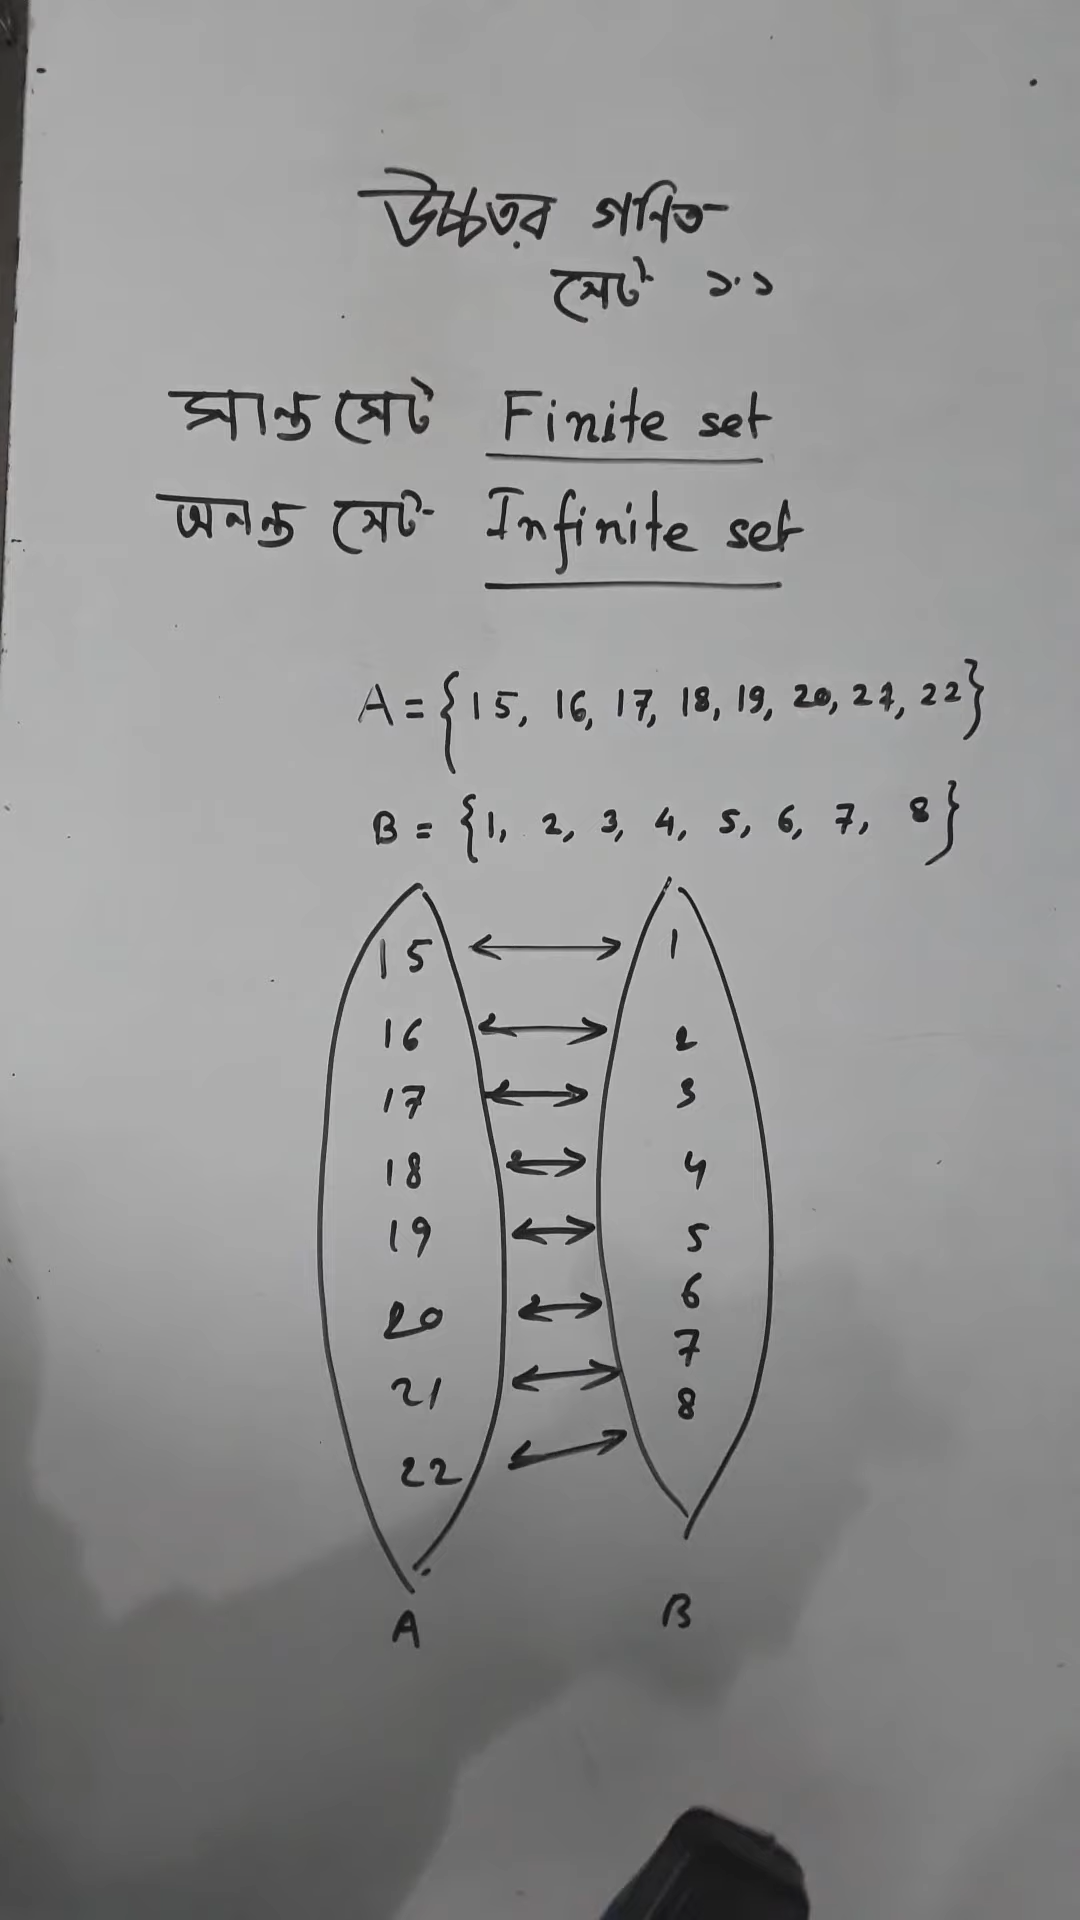 উচ্চতর গণিত
সেট ১.১
সান্ত সেট Finite set
অনন্ত সেট Infinite set
A = {15, 16, 17, 18, 19, 20, 21, 22}
B = {1, 2, 3, 4, 5, 6, 7, 8}
15 1
16 2
17 3
18 4
19 5
20 6
21 7
22 8
A B